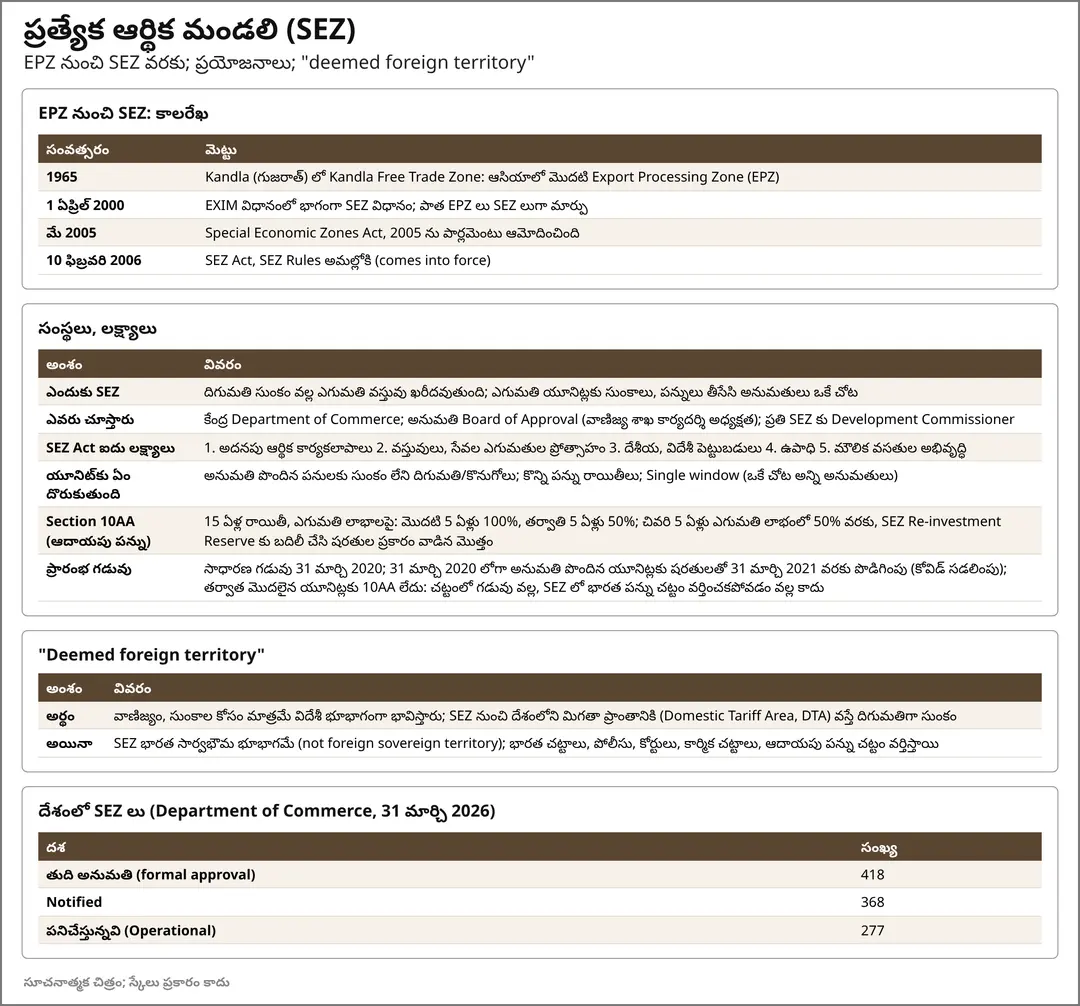 ప్రత్యేక ఆర్థిక మండలి (SEZ)
EPZ నుంచి SEZ వరకు; ప్రయోజనాలు; "deemed foreign territory"
EPZ నుంచి SEZ: కాలరేఖ
సంవత్సరం మెట్టు
1965 Kandla (గుజరాత్) లో Kandla Free Trade Zone: ఆసియాలో మొదటి Export Processing Zone (EPZ)
1 ఏప్రిల్ 2000 EXIM విధానంలో భాగంగా SEZ విధానం; పాత EPZ లు SEZ లుగా మార్పు
మే 2005 Special Economic Zones Act, 2005 ను పార్లమెంటు ఆమోదించింది
10 ఫిబ్రవరి 2006 SEZ Act, SEZ Rules అమల్లోకి (comes into force)
సంస్థలు, లక్ష్యాలు
అంశం వివరం
ఎందుకు SEZ దిగుమతి సుంకం వల్ల ఎగుమతి వస్తువు ఖరీదవుతుంది; ఎగుమతి యూనిట్లకు సుంకాలు, పన్నులు తీసేసి అనుమతులు ఒకే చోట
ఎవరు చూస్తారు కేంద్ర Department of Commerce; అనుమతి Board of Approval (వాణిజ్య శాఖ కార్యదర్శి అధ్యక్షత); ప్రతి SEZ కు Development Commissioner
SEZ Act ఐదు లక్ష్యాలు 1. అదనపు ఆర్థిక కార్యకలాపాలు 2. వస్తువులు, సేవల ఎగుమతుల ప్రోత్సాహం 3. దేశీయ, విదేశీ పెట్టుబడులు 4. ఉపాధి 5. మౌలిక వసతుల అభివృద్ధి
యూనిట్‌కు ఏం దొరుకుతుంది అనుమతి పొందిన పనులకు సుంకం లేని దిగుమతి/కొనుగోలు; కొన్ని పన్ను రాయితీలు; Single window (ఒకే చోట అన్ని అనుమతులు)
Section 10AA (ఆదాయపు పన్ను) 15 ఏళ్ల రాయితీ, ఎగుమతి లాభాలపై: మొదటి 5 ఏళ్లు 100%, తర్వాతి 5 ఏళ్లు 50%; చివరి 5 ఏళ్లు ఎగుమతి లాభంలో 50% వరకు, SEZ Re-investment
Reserve కు బదిలీ చేసి షరతుల ప్రకారం వాడిన మొత్తం
ప్రారంభ గడువు సాధారణ గడువు 31 మార్చి 2020; 31 మార్చి 2020 లోగా అనుమతి పొందిన యూనిట్లకు షరతులతో 31 మార్చి 2021 వరకు పొడిగింపు (కోవిడ్ సడలింపు);
తర్వాత మొదలైన యూనిట్లకు 10AA లేదు: చట్టంలో గడువు వల్ల, SEZ లో భారత పన్ను చట్టం వర్తించకపోవడం వల్ల కాదు
"Deemed foreign territory"
అంశం వివరం
అర్థం వాణిజ్యం, సుంకాల కోసం మాత్రమే విదేశీ భూభాగంగా భావిస్తారు; SEZ నుంచి దేశంలోని మిగతా ప్రాంతానికి (Domestic Tariff Area, DTA) వస్తే దిగుమతిగా సుంకం
అయినా SEZ భారత సార్వభౌమ భూభాగమే (not foreign sovereign territory); భారత చట్టాలు, పోలీసు, కోర్టులు, కార్మిక చట్టాలు, ఆదాయపు పన్ను చట్టం వర్తిస్తాయి
దేశంలో SEZ లు (Department of Commerce, 31 మార్చి 2026)
దశ సంఖ్య
తుది అనుమతి (formal approval) 418
Notified 368
పనిచేస్తున్నవి (Operational) 277
సూచనాత్మక చిత్రం; స్కేలు ప్రకారం కాదు